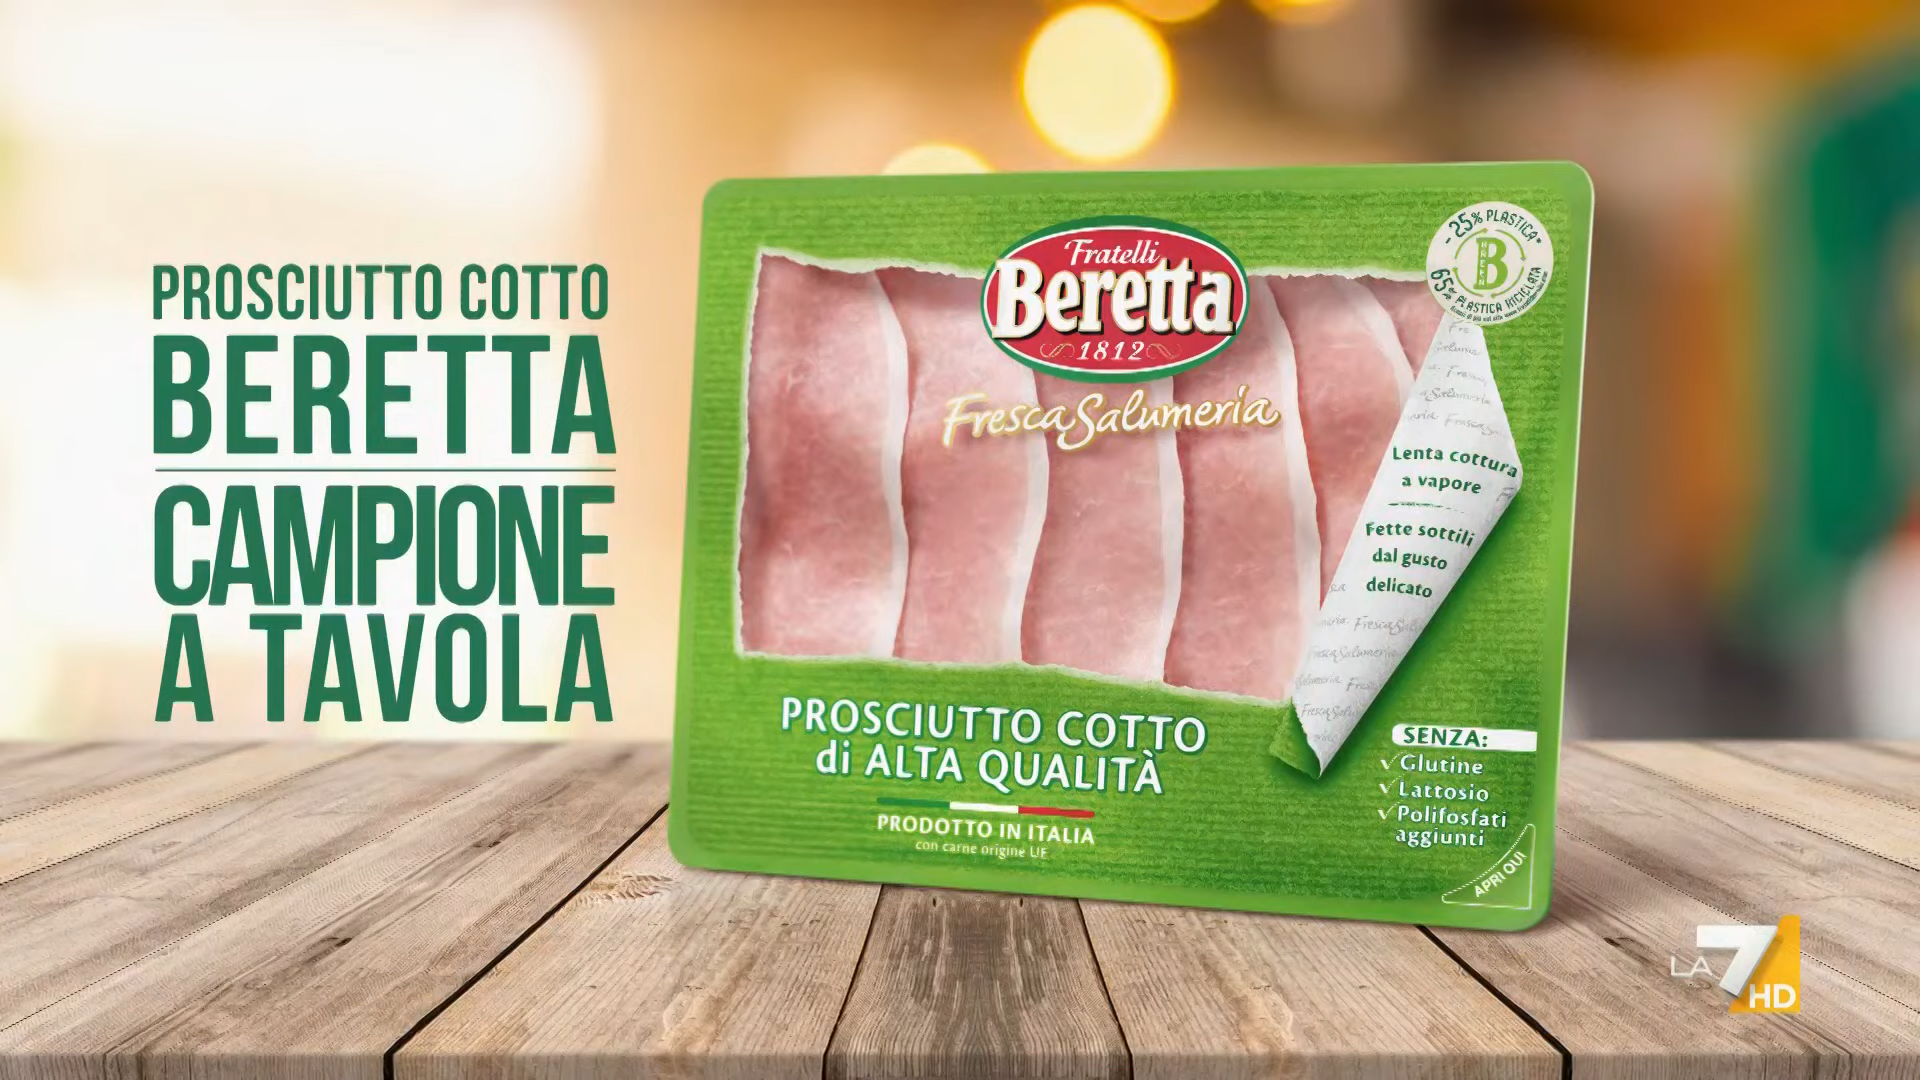 PROSCIUTTO COTTO
BERETTA
CAMPIONE
A TAVOLA
Fratelli
Beretta
1812
Fresca Salumeria
-25% PLASTICA*
B
65% PLASTICA RICICLATA
Lenta cottura
a vapore
Fette sottili
dal gusto
delicato
PROSCIUTTO COTTO
di ALTA QUALITÀ
PRODOTTO IN ITALIA
con carne origine UE
SENZA:
✓ Glutine
✓ Lattosio
✓ Polifosfati
aggiunti
APRI QUI
LA 7 HD